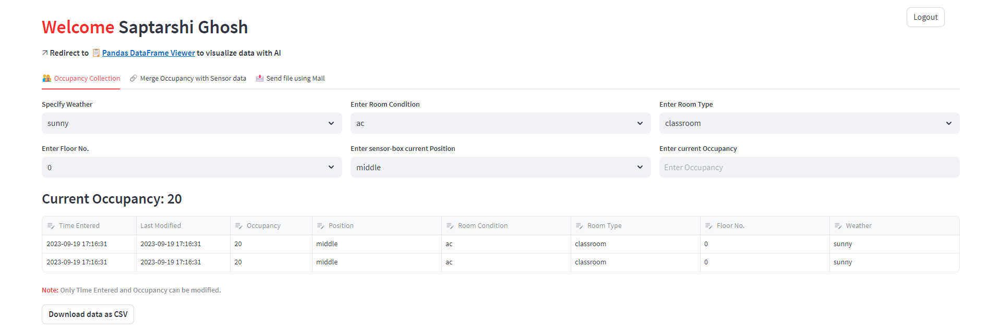 Logout
Welcome Saptarshi Ghosh
Redirect to Pandas DataFrame Viewer to visualize data with AI
Occupancy Collection Merge Occupancy with Sensor data Send file using Mail
Specify Weather Enter Room Condition Enter Room Type
sunny ac classroom
Enter Floor No. Enter sensor-box current Position Enter current Occupancy
0 middle Enter Occupancy
Current Occupancy: 20
Time Entered Last Modified Occupancy Position Room Condition Room Type Floor No. Weather
2023-09-19 17:16:31 2023-09-19 17:16:31 20 middle ac classroom 0 sunny
2023-09-19 17:16:31 2023-09-19 17:16:31 20 middle ac classroom 0 sunny
Note: Only Time Entered and Occupancy can be modified.
Download data as CSV